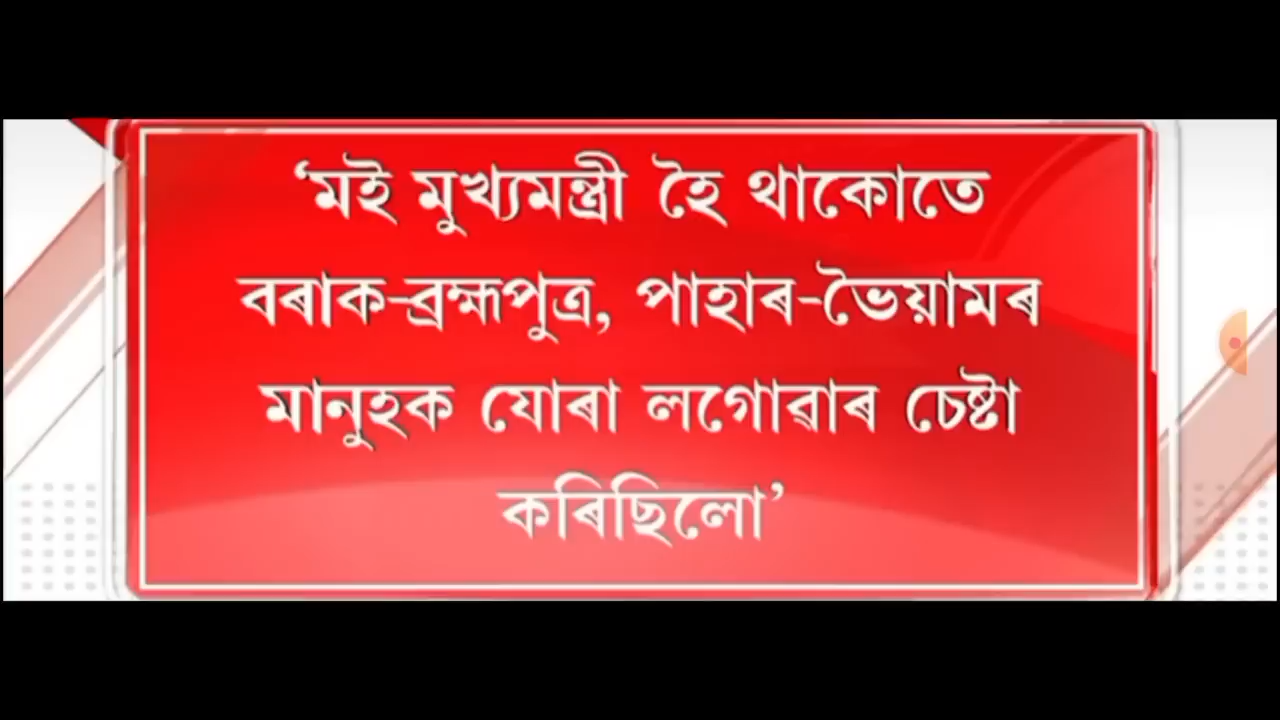 ‘মই মুখ্যমন্ত্ৰী হৈ থাকোতে
বৰাক-ব্ৰহ্মপুত্ৰ, পাহাৰ-ভৈয়ামৰ
মানুহক যোৰা লগোৱাৰ চেষ্টা
কৰিছিলো’